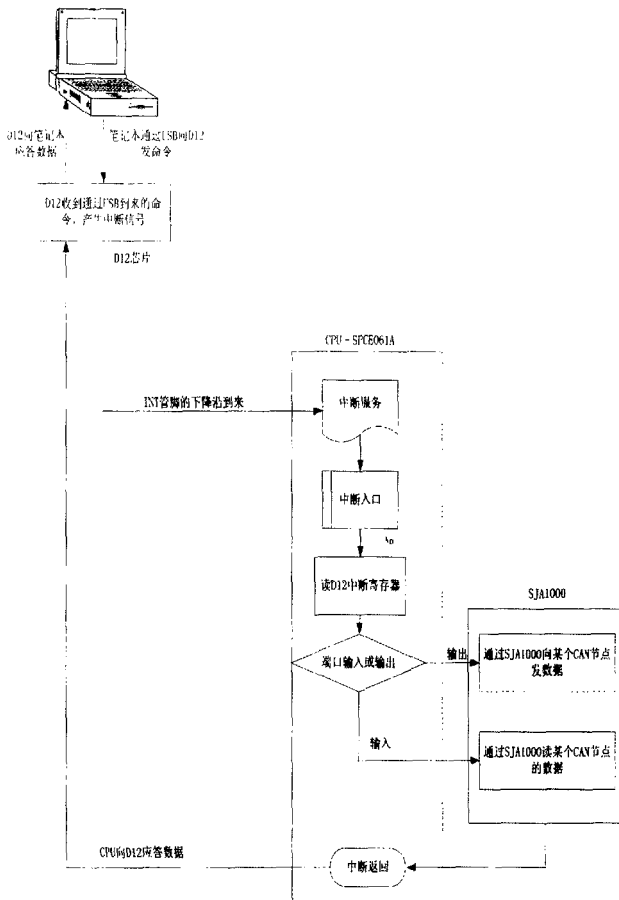 D12向笔记本
应答数据
笔记本通过USB向D12
发命令
D12收到通过USB到来的命
令，产生中断信号
D12芯片
CPU - SPCE061A
INT管脚的下降沿到来
中断服务
中断入口
读D12中断寄存器
SJA1000
端口输入或输出
输出
通过SJA1000向某个CAN节点
发数据
输入
通过SJA1000读某个CAN节点
的数据
CPU向D12应答数据
中断返回